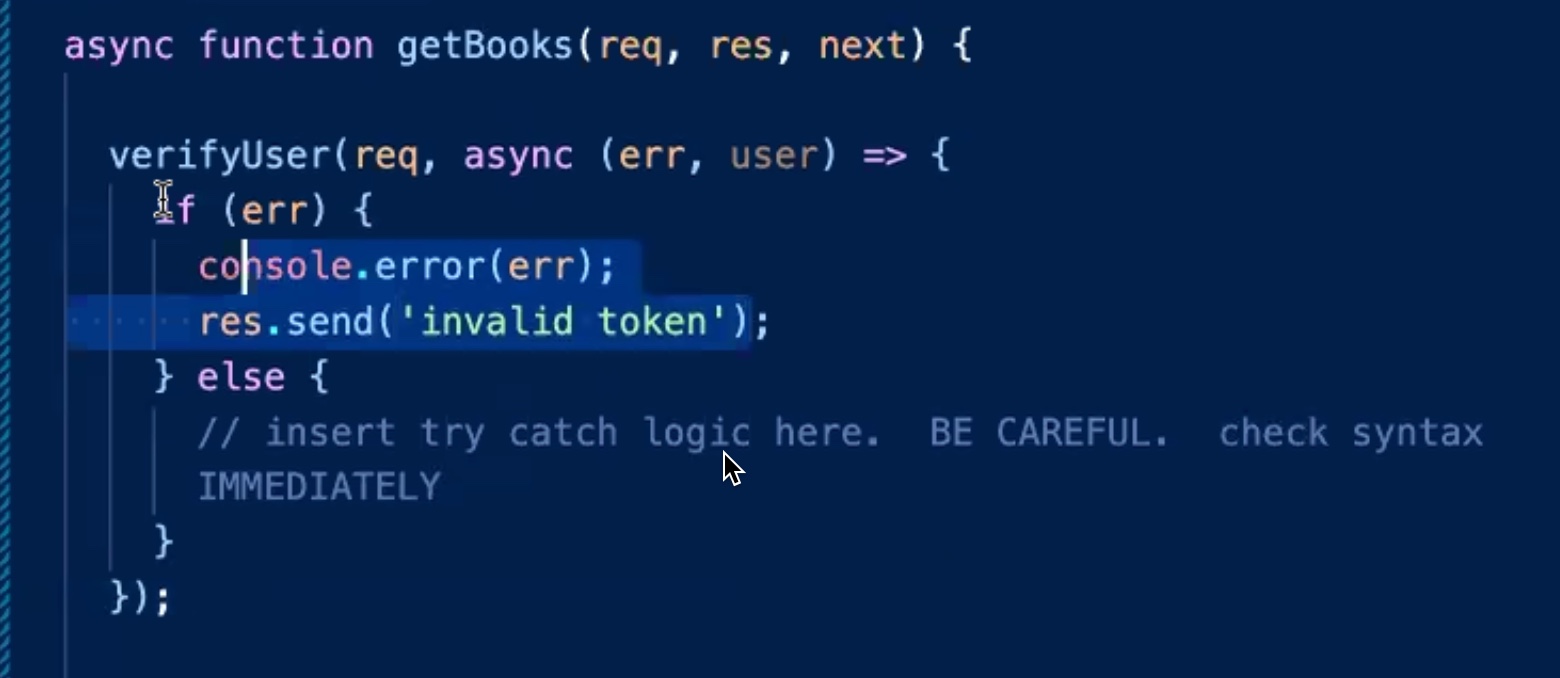 async function getBooks(req, res, next) {
verifyUser(req, async (err, user) => {
if (err) {
console.error(err);
res.send('invalid token');
} else {
// insert try catch logic here.  BE CAREFUL.  check syntax
IMMEDIATELY
}
});